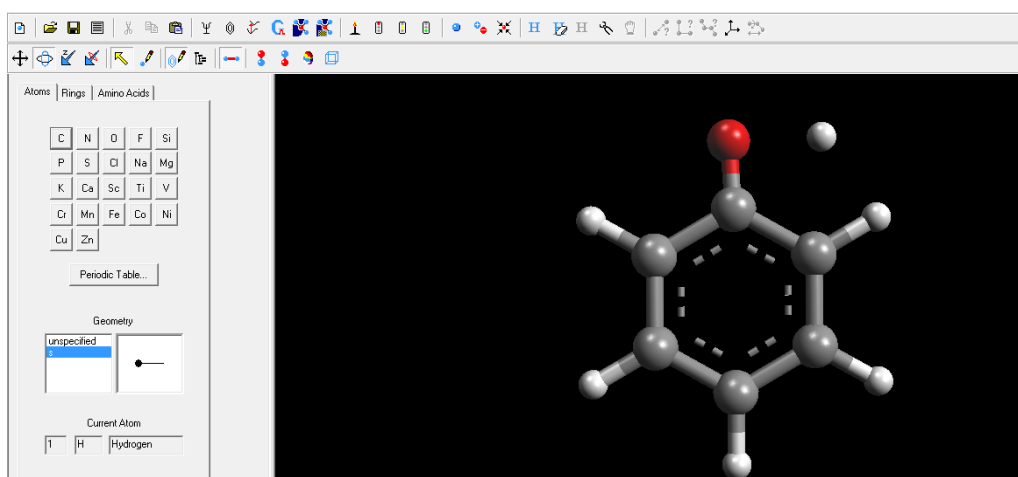 Atoms Rings Amino Acids
C N O F Si
P S Cl Na Mg
K Ca Sc Ti V
Cr Mn Fe Co Ni
Cu Zn
Periodic Table...
Geometry
unspecified
s
Current Atom
1 H Hydrogen